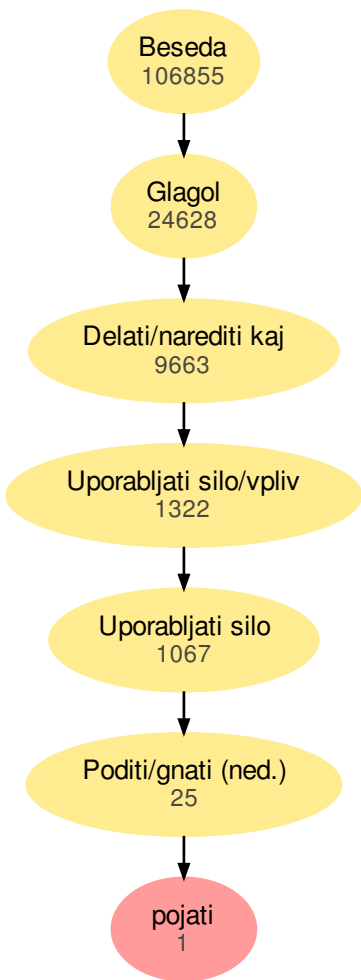 Beseda
106855
Glagol
24628
Delati/narediti kaj
9663
Uporabljati silo/vpliv
1322
Uporabljati silo
1067
Poditi/gnati (ned.)
25
pojati
1